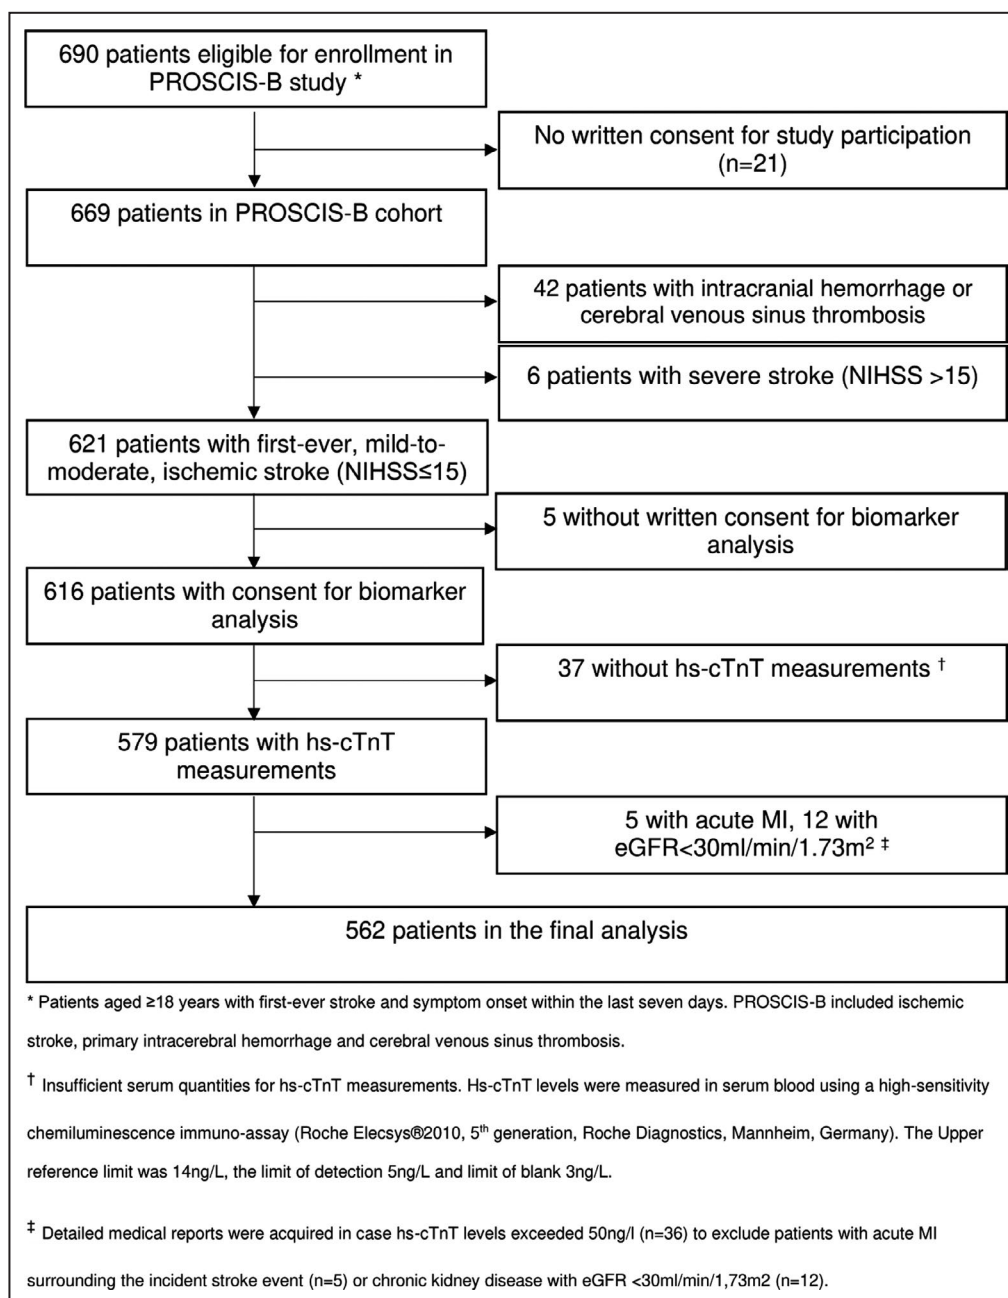 690 patients eligible for enrollment in
PROSCIS-B study *
No written consent for study participation
(n=21)
669 patients in PROSCIS-B cohort
42 patients with intracranial hemorrhage or
cerebral venous sinus thrombosis
6 patients with severe stroke (NIHSS >15)
621 patients with first-ever, mild-to-
moderate, ischemic stroke (NIHSS≤15)
5 without written consent for biomarker
analysis
616 patients with consent for biomarker
analysis
37 without hs-cTnT measurements †
579 patients with hs-cTnT
measurements
5 with acute MI, 12 with
eGFR<30ml/min/1.73m² ‡
562 patients in the final analysis
* Patients aged ≥18 years with first-ever stroke and symptom onset within the last seven days. PROSCIS-B included ischemic
stroke, primary intracerebral hemorrhage and cerebral venous sinus thrombosis.
† Insufficient serum quantities for hs-cTnT measurements. Hs-cTnT levels were measured in serum blood using a high-sensitivity
chemiluminescence immuno-assay (Roche Elecsys®2010, 5th generation, Roche Diagnostics, Mannheim, Germany). The Upper
reference limit was 14ng/L, the limit of detection 5ng/L and limit of blank 3ng/L.
‡ Detailed medical reports were acquired in case hs-cTnT levels exceeded 50ng/l (n=36) to exclude patients with acute MI
surrounding the incident stroke event (n=5) or chronic kidney disease with eGFR <30ml/min/1,73m2 (n=12).